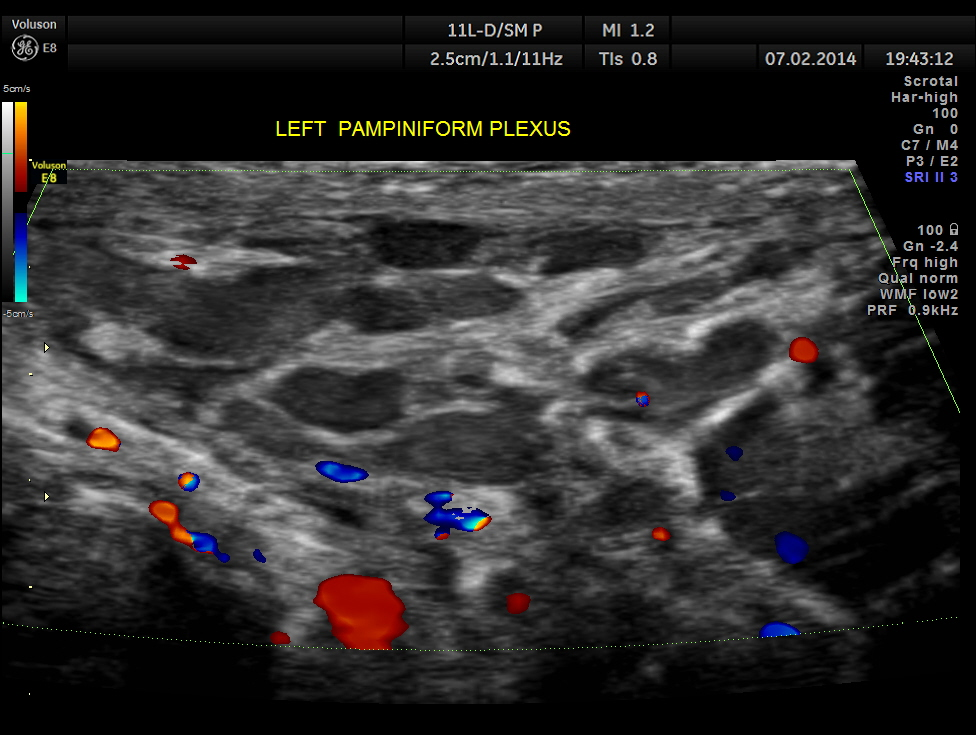 Voluson
E8
11L-D/SM P
MI 1.2
2.5cm/1.1/11Hz
TIs 0.8
07.02.2014
19:43:12
5cm/s
-5cm/s
Voluson
E8
LEFT PAMPINIFORM PLEXUS
Scrotal
Har-high
100
Gn 0
C7 / M4
P3 / E2
SRI II 3
100
Gn -2.4
Frq high
Qual norm
WMF low2
PRF 0.9kHz